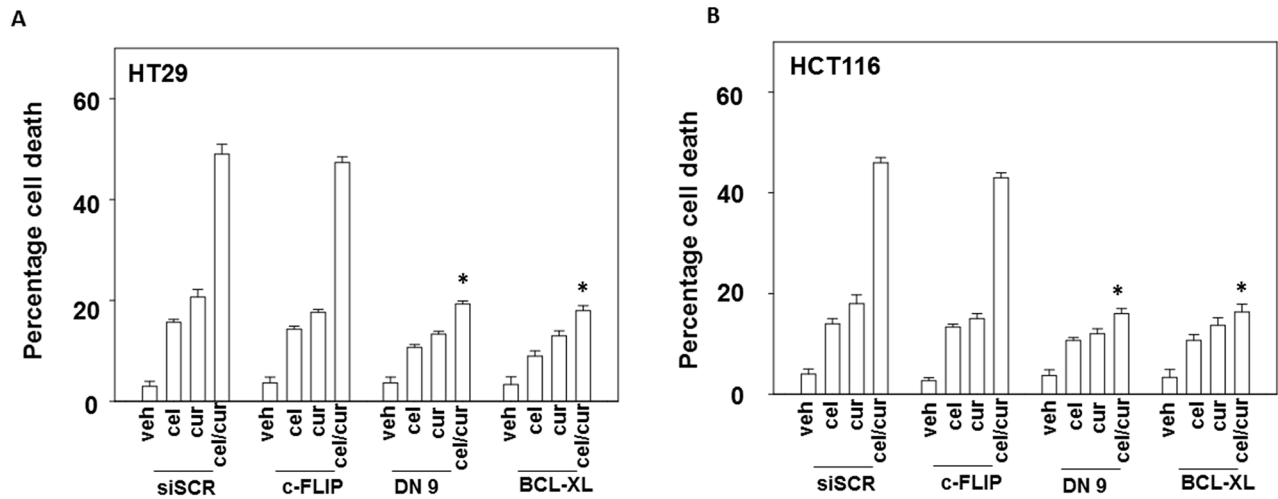 A
HT29
Percentage cell death
60
40
20
0
veh cel cur cel/cur veh cel cur cel/cur veh cel cur cel/cur veh cel cur cel/cur
* *
siSCR c-FLIP DN 9 BCL-XL
B
HCT116
Percentage cell death
60
40
20
0
* *
veh cel cur cel/cur veh cel cur cel/cur veh cel cur cel/cur veh cel cur cel/cur
siSCR c-FLIP DN 9 BCL-XL